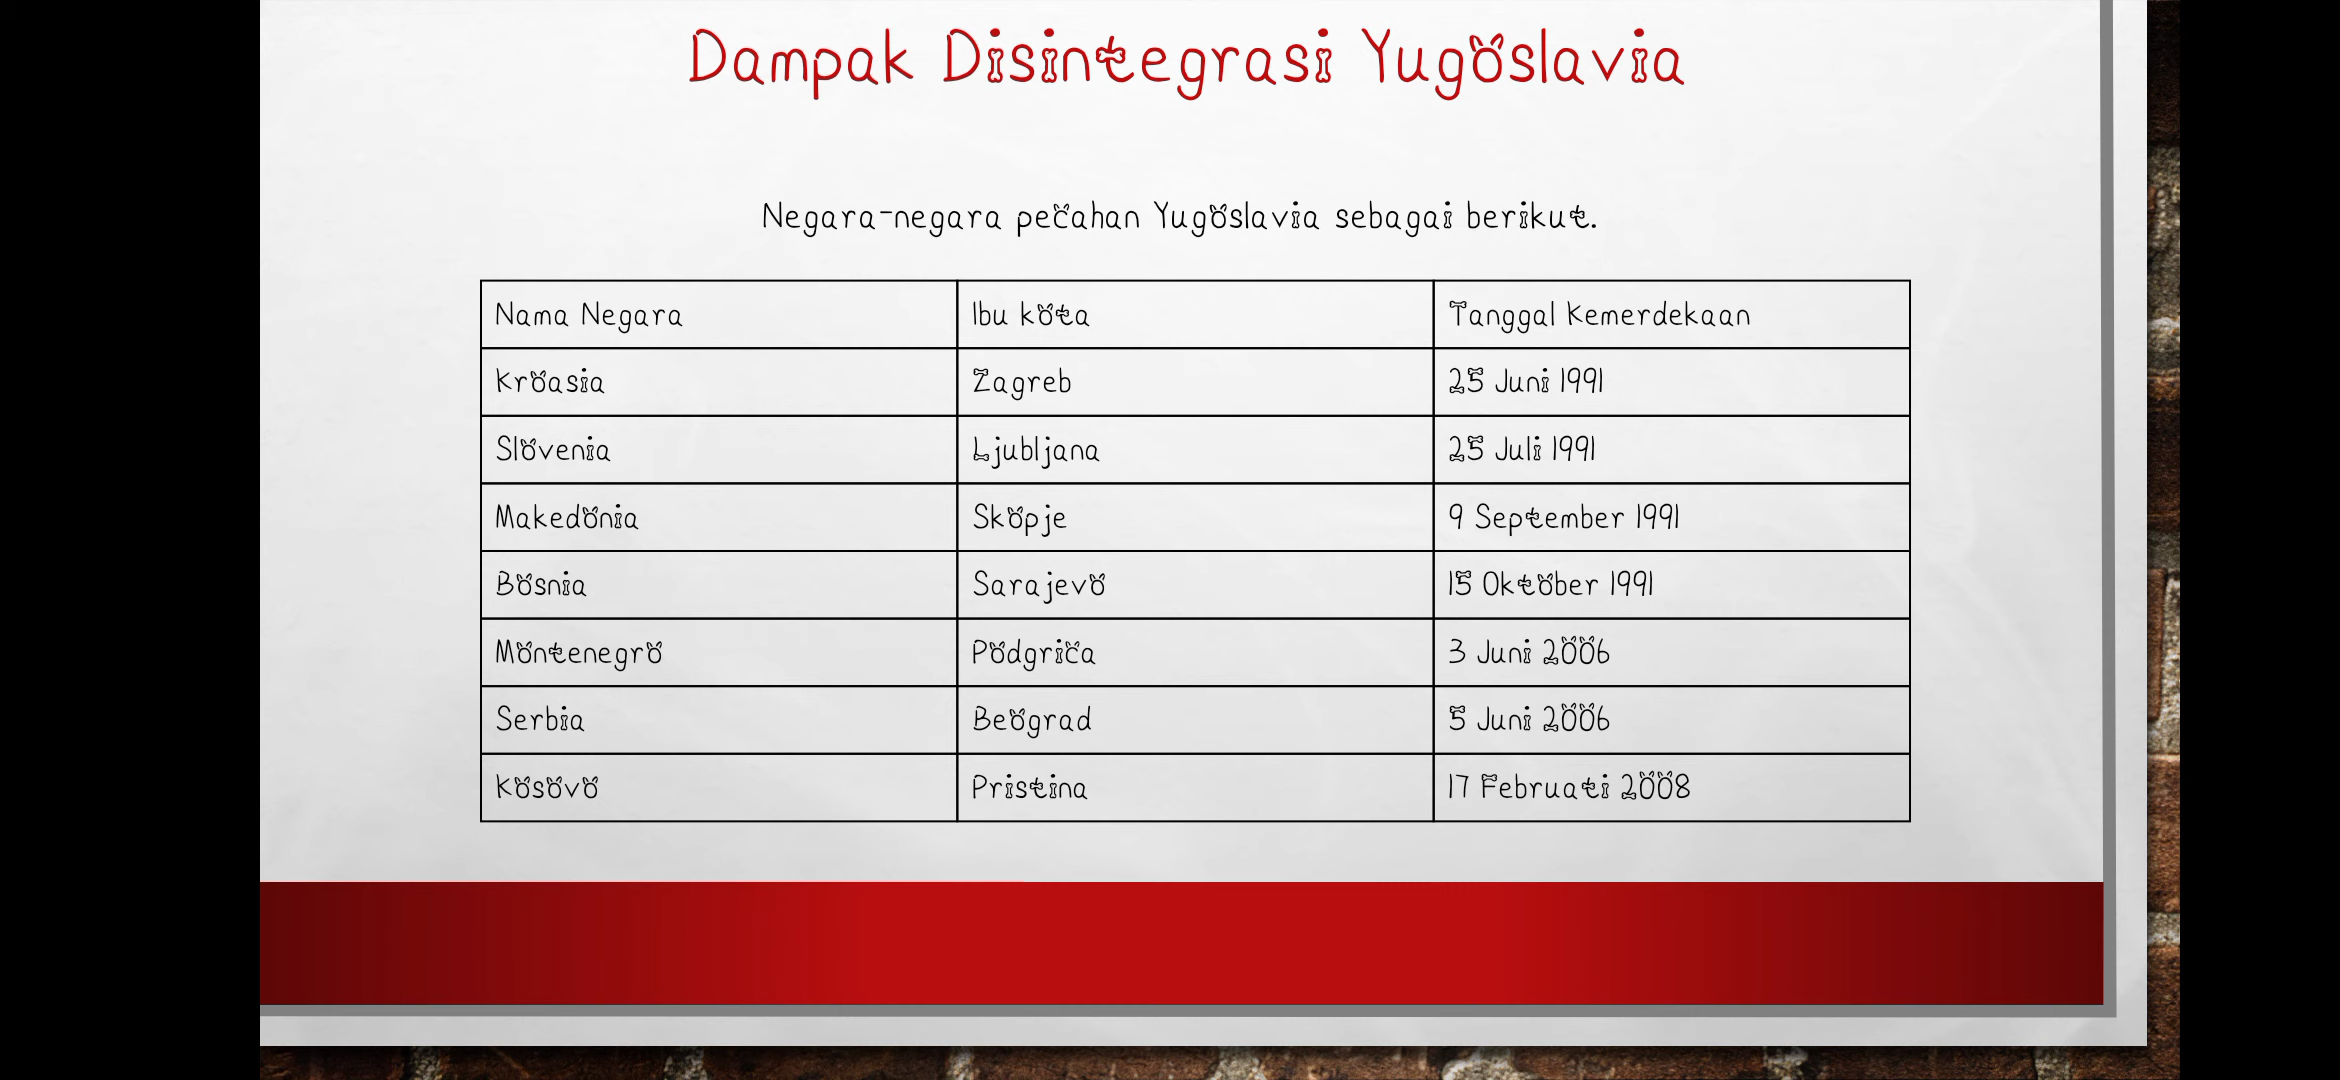 Dampak Disintegrasi Yugoslavia
Negara-negara pecahan Yugoslavia sebagai berikut.
Nama Negara Ibu kota Tanggal Kemerdekaan
Kroasia Zagreb 25 Juni 1991
Slovenia Ljubljana 25 Juli 1991
Makedonia Skopje 9 September 1991
Bosnia Sarajevo 15 Oktober 1991
Montenegro Podgrica 3 Juni 2006
Serbia Beograd 5 Juni 2006
Kosovo Pristina 17 Februati 2008